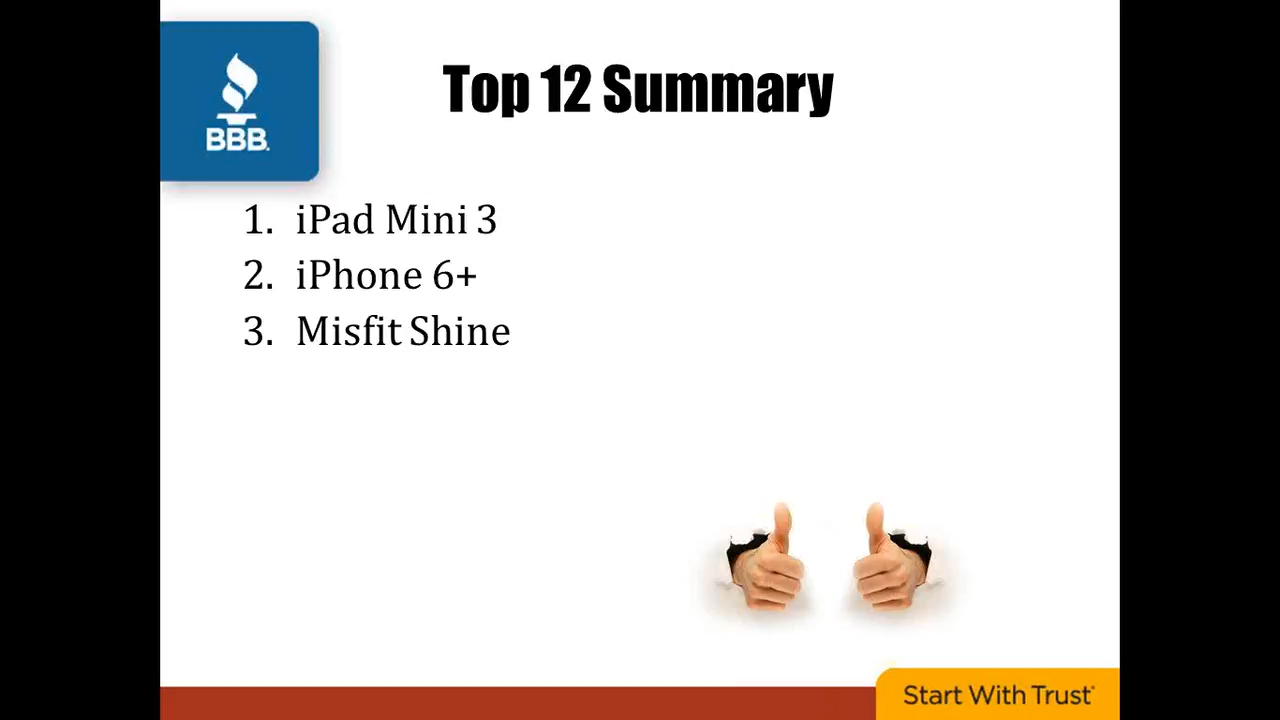 BBB.
Top 12 Summary
1. iPad Mini 3
2. iPhone 6+
3. Misfit Shine
Start With Trust®